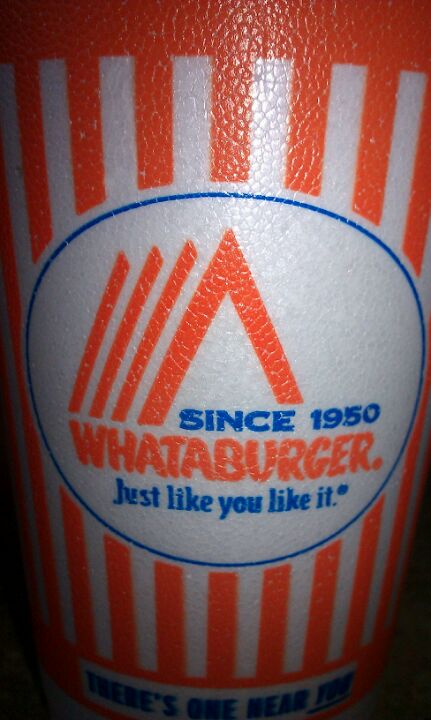 SINCE 1950
WHATABURGER.
Just like you like it.®
THERE'S ONE NEAR YOU